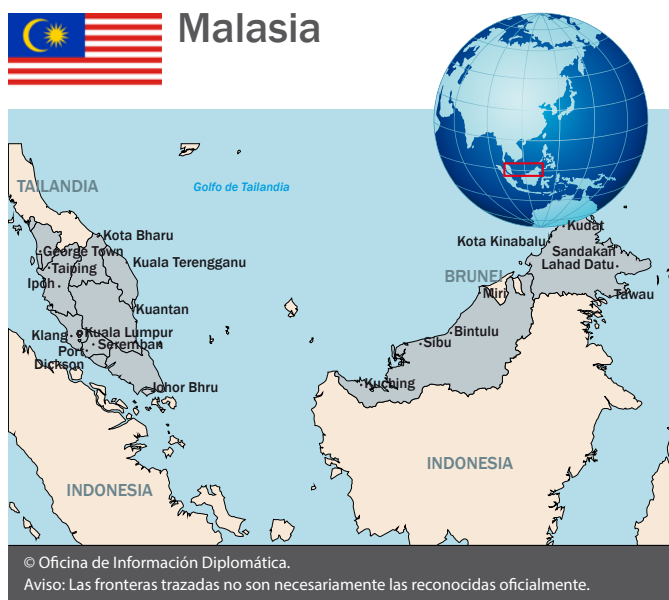 Malasia
TAILANDIA
Golfo de Tailandia
Kota Bharu
George Town
Kuala Terengganu
Taiping
Ipoh
Kuantan
Klang
Kuala Lumpur
Seremban
Port
Dickson
Johor Bhru
Kudat
Kota Kinabalu
Sandakan
Lahad Datu
BRUNEI
Miri
Tawau
Bintulu
Sibu
Kuching
INDONESIA
INDONESIA
© Oficina de Información Diplomática.
Aviso: Las fronteras trazadas no son necesariamente las reconocidas oficialmente.